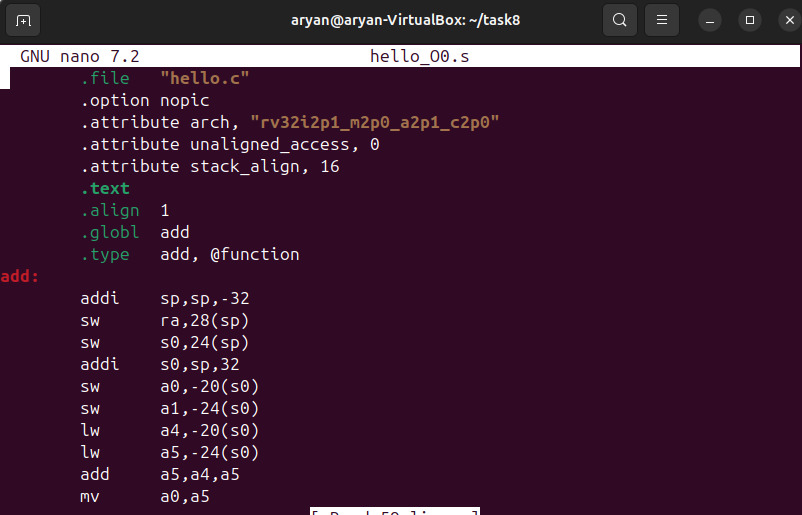 aryan@aryan-VirtualBox: ~/task8
GNU nano 7.2 hello_O0.s
.file "hello.c"
.option nopic
.attribute arch, "rv32i2p1_m2p0_a2p1_c2p0"
.attribute unaligned_access, 0
.attribute stack_align, 16
.text
.align 1
.globl add
.type add, @function
add:
addi sp,sp,-32
sw ra,28(sp)
sw s0,24(sp)
addi s0,sp,32
sw a0,-20(s0)
sw a1,-24(s0)
lw a4,-20(s0)
lw a5,-24(s0)
add a5,a4,a5
mv a0,a5